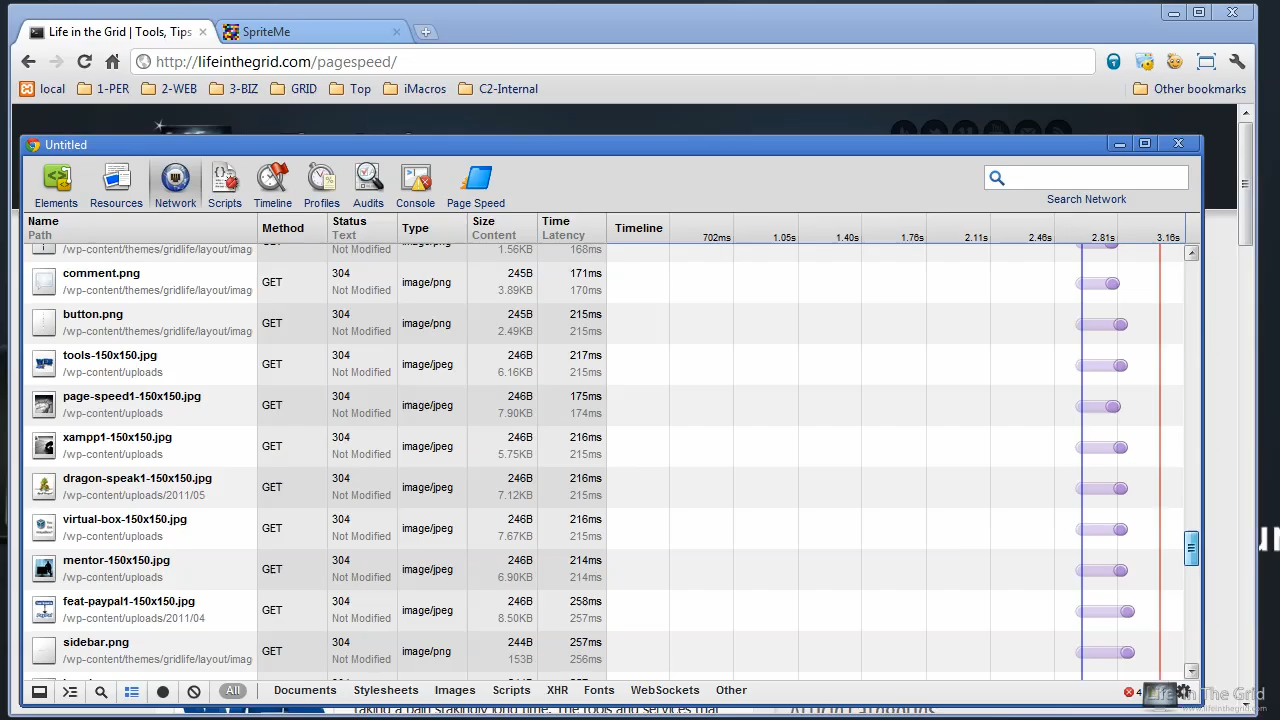 Life in the Grid | Tools, Tips
SpriteMe
http://lifeinthegrid.com/pagespeed/
local 1-PER 2-WEB 3-BIZ GRID Top iMacros C2-Internal Other bookmarks
Untitled
Elements Resources Network Scripts Timeline Profiles Audits Console Page Speed
Search Network
Name Method Status Type Size Time Timeline
Path Text Content Latency 702ms 1.05s 1.40s 1.76s 2.11s 2.46s 2.81s 3.16s
/wp-content/themes/gridlife/layout/imag Not Modified 1.56KB 168ms
comment.png GET 304 image/png 245B 171ms
/wp-content/themes/gridlife/layout/imag Not Modified 3.89KB 170ms
button.png GET 304 image/png 245B 215ms
/wp-content/themes/gridlife/layout/imag Not Modified 2.49KB 215ms
tools-150x150.jpg GET 304 image/jpeg 246B 217ms
/wp-content/uploads Not Modified 6.16KB 215ms
page-speed1-150x150.jpg GET 304 image/jpeg 246B 175ms
/wp-content/uploads Not Modified 7.90KB 174ms
xampp1-150x150.jpg GET 304 image/jpeg 246B 216ms
/wp-content/uploads Not Modified 5.75KB 215ms
dragon-speak1-150x150.jpg GET 304 image/jpeg 246B 216ms
/wp-content/uploads/2011/05 Not Modified 7.12KB 215ms
virtual-box-150x150.jpg GET 304 image/jpeg 246B 216ms
/wp-content/uploads Not Modified 7.67KB 215ms
mentor-150x150.jpg GET 304 image/jpeg 246B 214ms
/wp-content/uploads Not Modified 6.90KB 214ms
feat-paypal1-150x150.jpg GET 304 image/jpeg 246B 258ms
/wp-content/uploads/2011/04 Not Modified 8.50KB 257ms
sidebar.png GET 304 image/png 244B 257ms
/wp-content/themes/gridlife/layout/imag Not Modified 153B 256ms
All Documents Stylesheets Images Scripts XHR Fonts WebSockets Other 4
Life In The Grid
www.lifeinthegrid.com